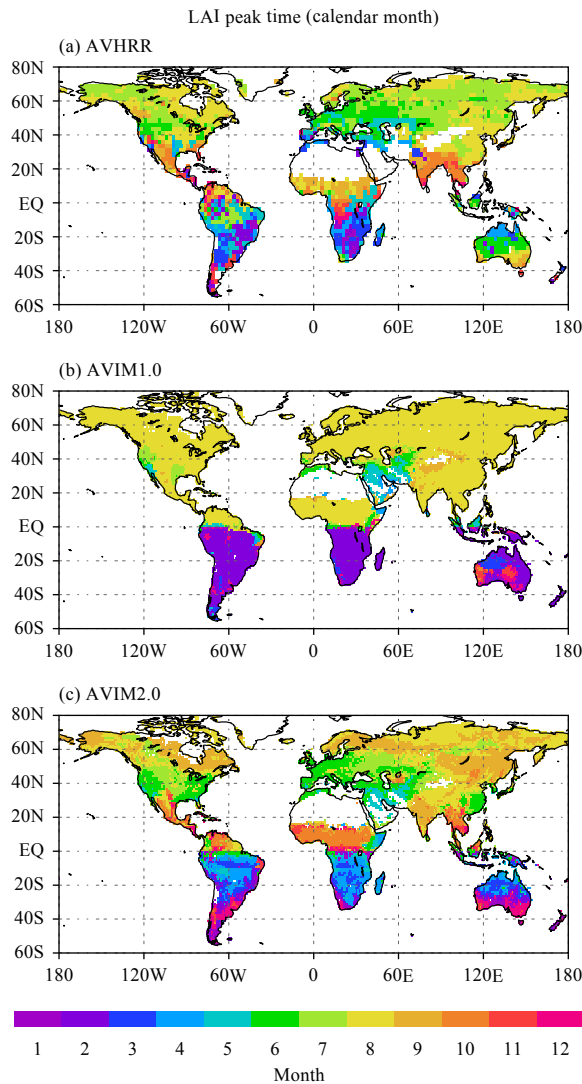 LAI peak time (calendar month)
(a) AVHRR
80N
60N
40N
20N
EQ
20S
40S
60S
180 120W 60W 0 60E 120E 180
(b) AVIM1.0
80N
60N
40N
20N
EQ
20S
40S
60S
180 120W 60W 0 60E 120E 180
(c) AVIM2.0
80N
60N
40N
20N
EQ
20S
40S
60S
180 120W 60W 0 60E 120E 180
1 2 3 4 5 6 7 8 9 10 11 12
Month